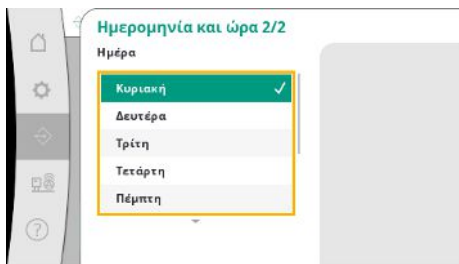 Ημερομηνία και ώρα 2/2
Ημέρα
Κυριακή
Δευτέρα
Τρίτη
Τετάρτη
Πέμπτη